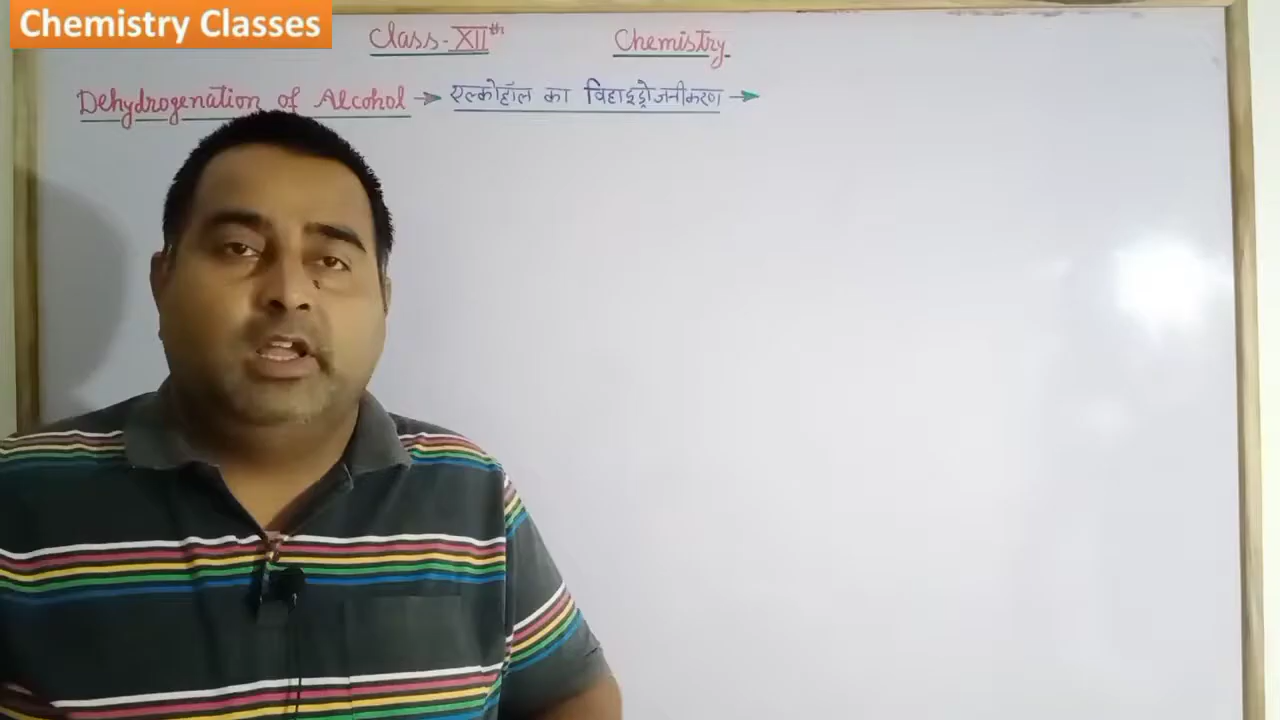 Chemistry Classes
Class-XIIth Chemistry
Dehydrogenation of Alcohol → एल्कोहॉल का विहाइड्रोजनीकरण →